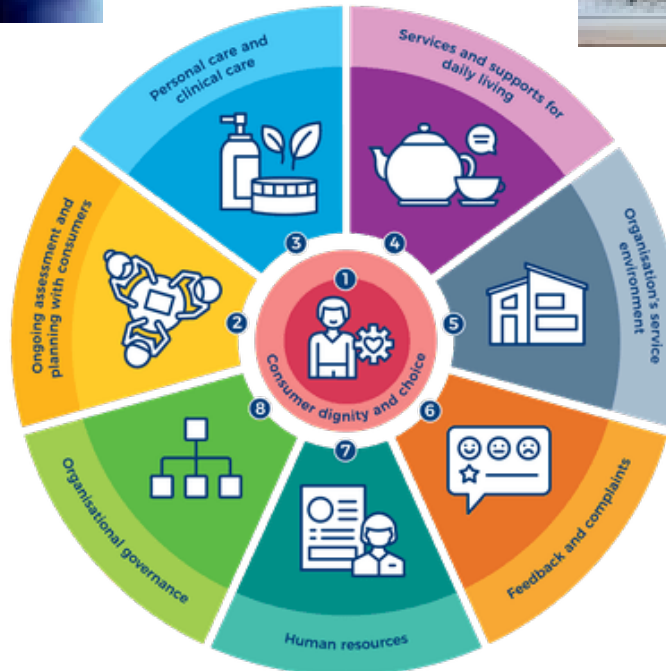 1
Consumer dignity and choice
2
Ongoing assessment and
planning with consumers
3
Personal care and
clinical care
4
Services and supports for
daily living
5
Organisation's service
environment
6
Feedback and complaints
7
Human resources
8
Organisational governance